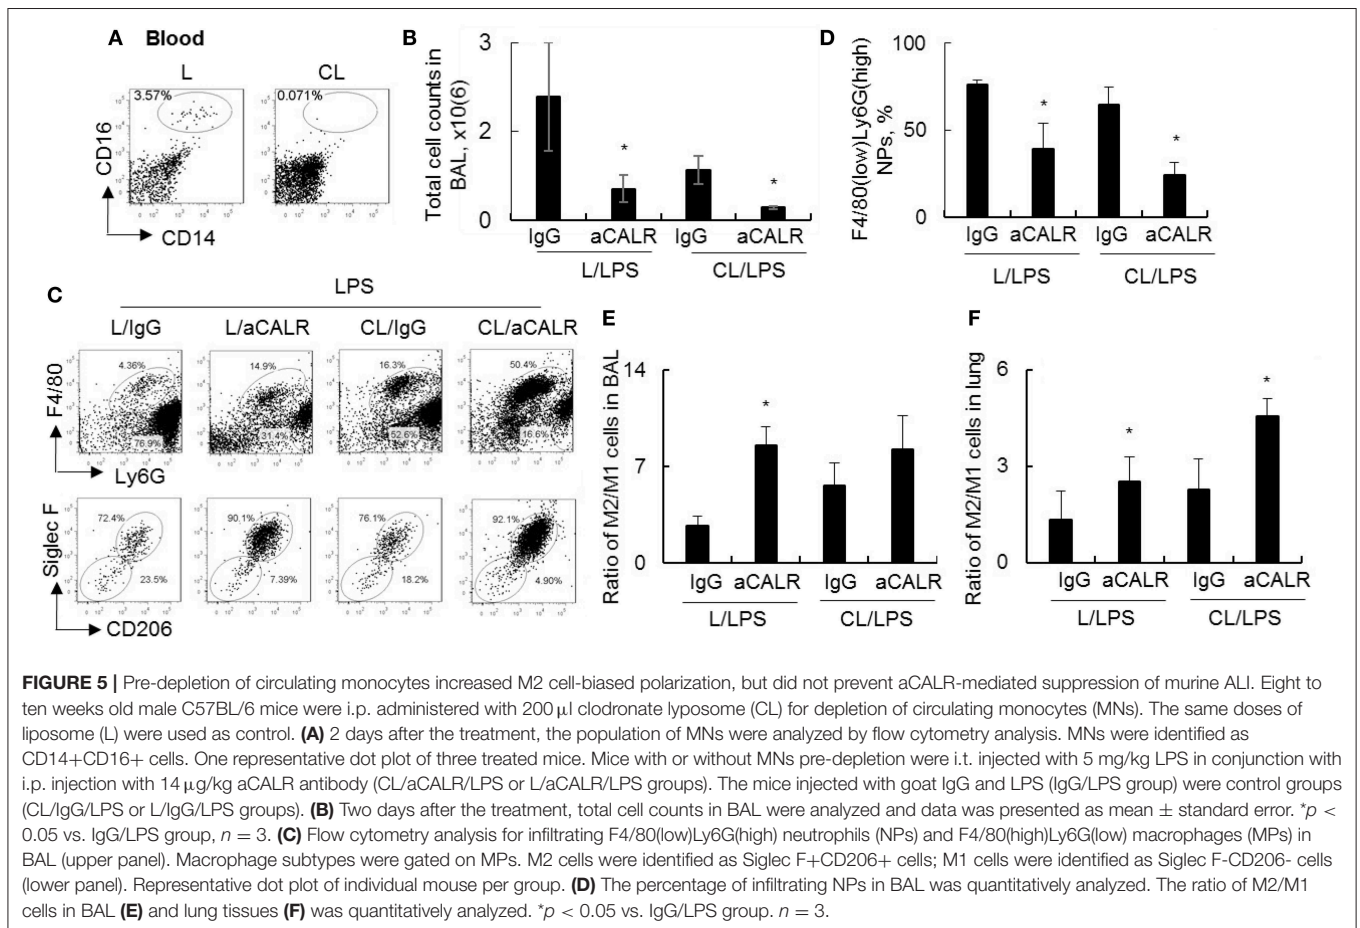 A Blood
L CL
3.57% 0.071%
CD16
CD14
B
Total cell counts in
BAL, x10(6)
3
2
0
* *
IgG aCALR IgG aCALR
L/LPS CL/LPS
D
F4/80(low)Ly6G(high)
NPs, %
100
50
0
* *
IgG aCALR IgG aCALR
L/LPS CL/LPS
C
LPS
L/IgG L/aCALR CL/IgG CL/aCALR
4.36% 14.9% 16.3% 50.4%
76.9% 31.4% 52.6% 16.6%
F4/80
Ly6G
72.4% 90.1% 76.1% 92.1%
23.5% 7.39% 18.2% 4.90%
Siglec F
CD206
E
Ratio of M2/M1 cells in BAL
14
7
0
*
IgG aCALR IgG aCALR
L/LPS CL/LPS
F
Ratio of M2/M1 cells in lung
6
3
0
* *
IgG aCALR IgG aCALR
L/LPS CL/LPS
FIGURE 5 | Pre-depletion of circulating monocytes increased M2 cell-biased polarization, but did not prevent aCALR-mediated suppression of murine ALI. Eight to
ten weeks old male C57BL/6 mice were i.p. administered with 200 µl clodronate lyposome (CL) for depletion of circulating monocytes (MNs). The same doses of
liposome (L) were used as control. (A) 2 days after the treatment, the population of MNs were analyzed by flow cytometry analysis. MNs were identified as
CD14+CD16+ cells. One representative dot plot of three treated mice. Mice with or without MNs pre-depletion were i.t. injected with 5 mg/kg LPS in conjunction with
i.p. injection with 14 µg/kg aCALR antibody (CL/aCALR/LPS or L/aCALR/LPS groups). The mice injected with goat IgG and LPS (IgG/LPS group) were control groups
(CL/IgG/LPS or L/IgG/LPS groups). (B) Two days after the treatment, total cell counts in BAL were analyzed and data was presented as mean ± standard error. *p <
0.05 vs. IgG/LPS group, n = 3. (C) Flow cytometry analysis for infiltrating F4/80(low)Ly6G(high) neutrophils (NPs) and F4/80(high)Ly6G(low) macrophages (MPs) in
BAL (upper panel). Macrophage subtypes were gated on MPs. M2 cells were identified as Siglec F+CD206+ cells; M1 cells were identified as Siglec F-CD206- cells
(lower panel). Representative dot plot of individual mouse per group. (D) The percentage of infiltrating NPs in BAL was quantitatively analyzed. The ratio of M2/M1
cells in BAL (E) and lung tissues (F) was quantitatively analyzed. *p < 0.05 vs. IgG/LPS group. n = 3.